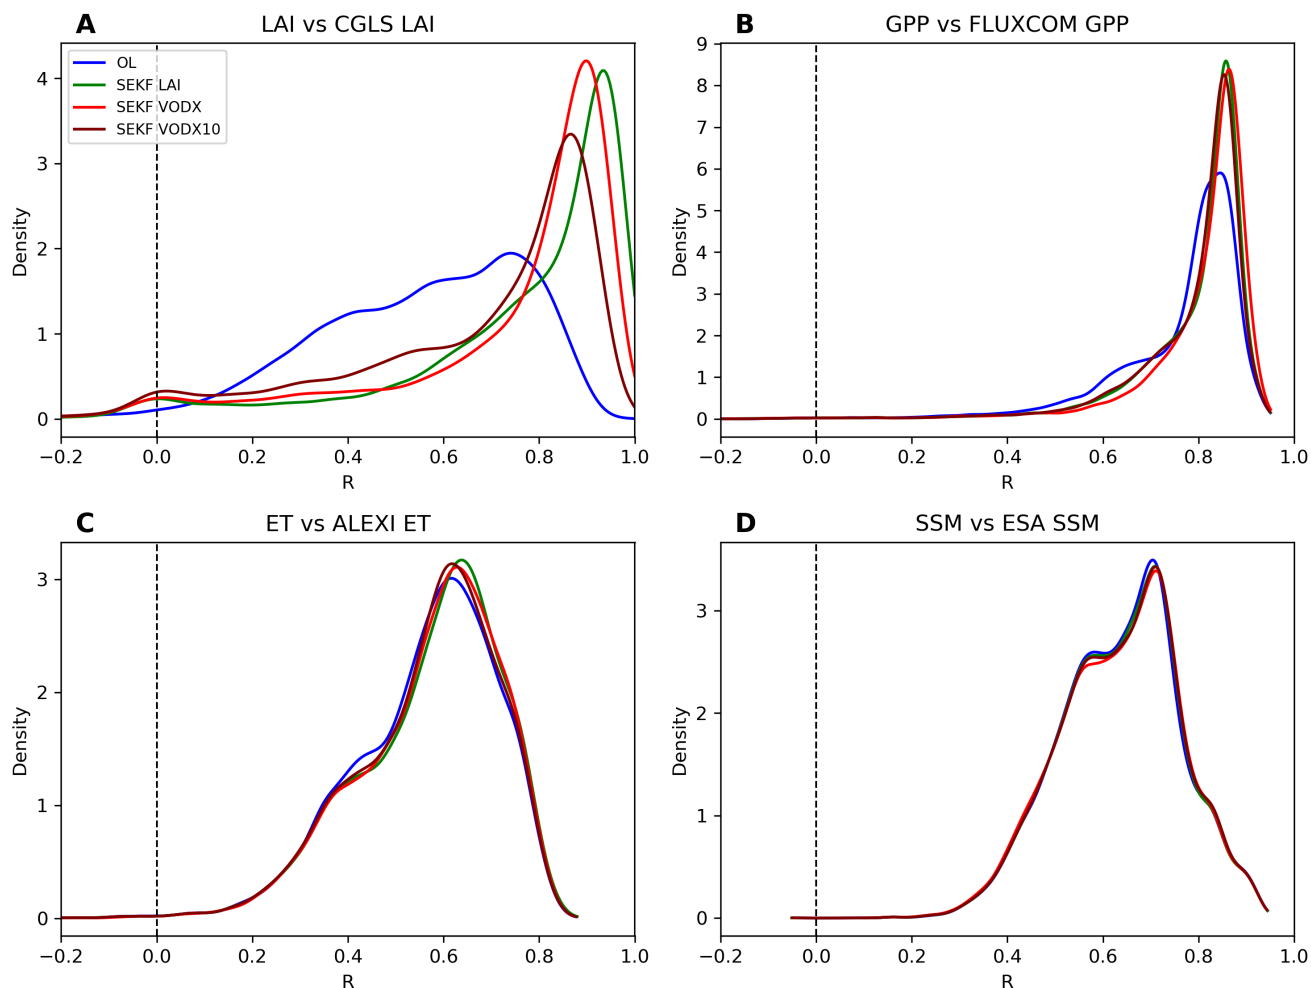 A LAI vs CGLS LAI
OL
SEKF LAI
SEKF VODX
SEKF VODX10
Density
4
3
2
1
0
−0.2 0.0 0.2 0.4 0.6 0.8 1.0
R
B GPP vs FLUXCOM GPP
Density
9
8
7
6
5
4
3
2
1
0
−0.2 0.0 0.2 0.4 0.6 0.8 1.0
R
C ET vs ALEXI ET
Density
3
2
1
0
−0.2 0.0 0.2 0.4 0.6 0.8 1.0
R
D SSM vs ESA SSM
Density
3
2
1
0
−0.2 0.0 0.2 0.4 0.6 0.8 1.0
R